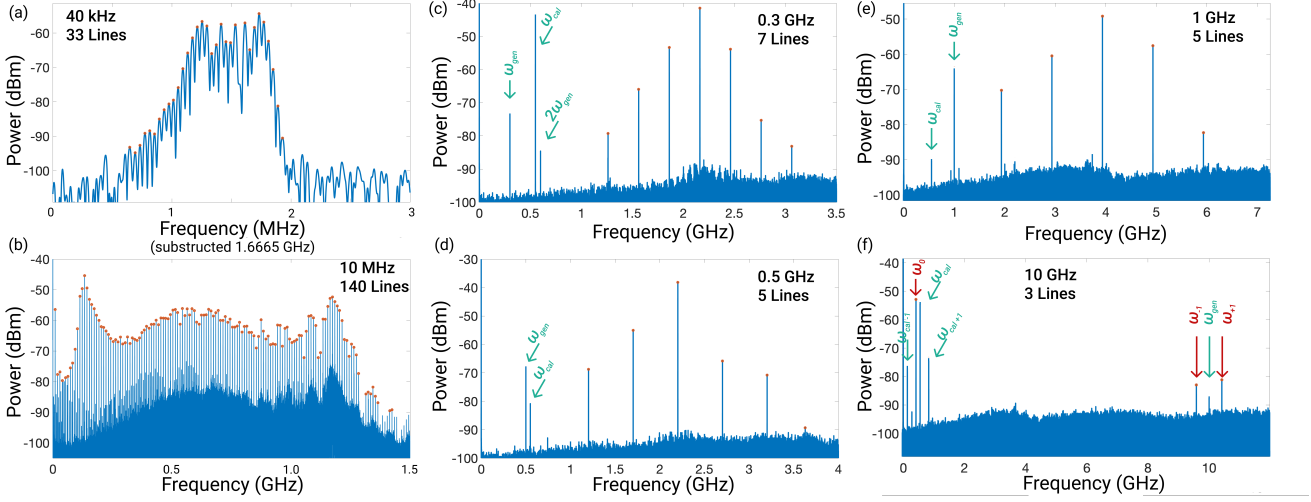 (a)
40 kHz
33 Lines
Power (dBm)
-60
-70
-80
-90
-100
0
1
2
3
Frequency (MHz)
(substructed 1.6665 GHz)
(b)
10 MHz
140 Lines
Power (dBm)
-40
-50
-60
-70
-80
-90
-100
0
0.5
1.0
1.5
Frequency (GHz)
(c)
0.3 GHz
7 Lines
ω_gen
ω_cal
2ω_gen
Power (dBm)
-40
-50
-60
-70
-80
-90
-100
0
0.5
1
1.5
2
2.5
3
3.5
Frequency (GHz)
(d)
0.5 GHz
5 Lines
ω_gen
ω_cal
Power (dBm)
-30
-40
-50
-60
-70
-80
-90
-100
0
0.5
1
1.5
2
2.5
3
3.5
4
Frequency (GHz)
(e)
1 GHz
5 Lines
ω_cal
ω_gen
Power (dBm)
-50
-60
-70
-80
-90
-100
0
1
2
3
4
5
6
7
Frequency (GHz)
(f)
10 GHz
3 Lines
ω_cal-1
ω_0
ω_cal
ω_cal+1
ω_-1
ω_gen
ω_+1
Power (dBm)
-40
-50
-60
-70
-80
-90
-100
0
2
4
6
8
10
Frequency (GHz)